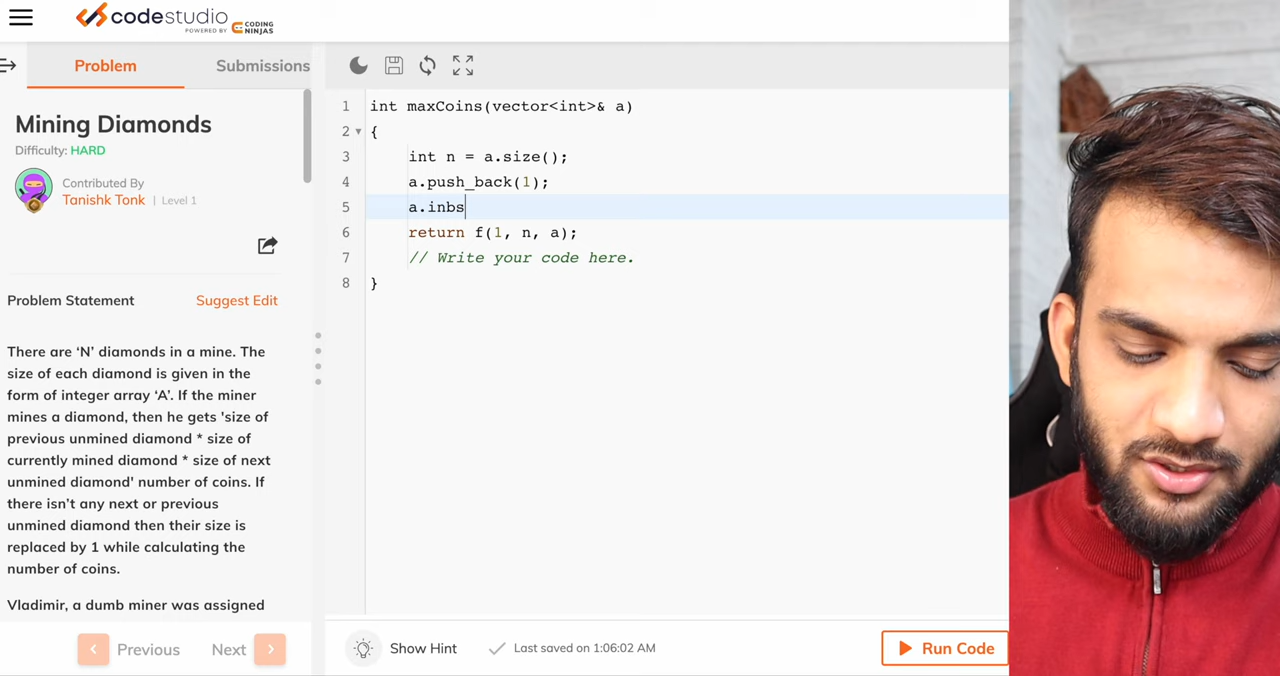 codestudio
POWERED BY CODING NINJAS
Problem
Submissions
Mining Diamonds
Difficulty: HARD
Contributed By
Tanishk Tonk | Level 1
Problem Statement
Suggest Edit
There are ‘N’ diamonds in a mine. The
size of each diamond is given in the
form of integer array ‘A’. If the miner
mines a diamond, then he gets 'size of
previous unmined diamond * size of
currently mined diamond * size of next
unmined diamond' number of coins. If
there isn’t any next or previous
unmined diamond then their size is
replaced by 1 while calculating the
number of coins.
Vladimir, a dumb miner was assigned
Previous
Next
1 int maxCoins(vector<int>& a)
2 {
3 int n = a.size();
4 a.push_back(1);
5 a.inbs
6 return f(1, n, a);
7 // Write your code here.
8 }
Show Hint
Last saved on 1:06:02 AM
Run Code